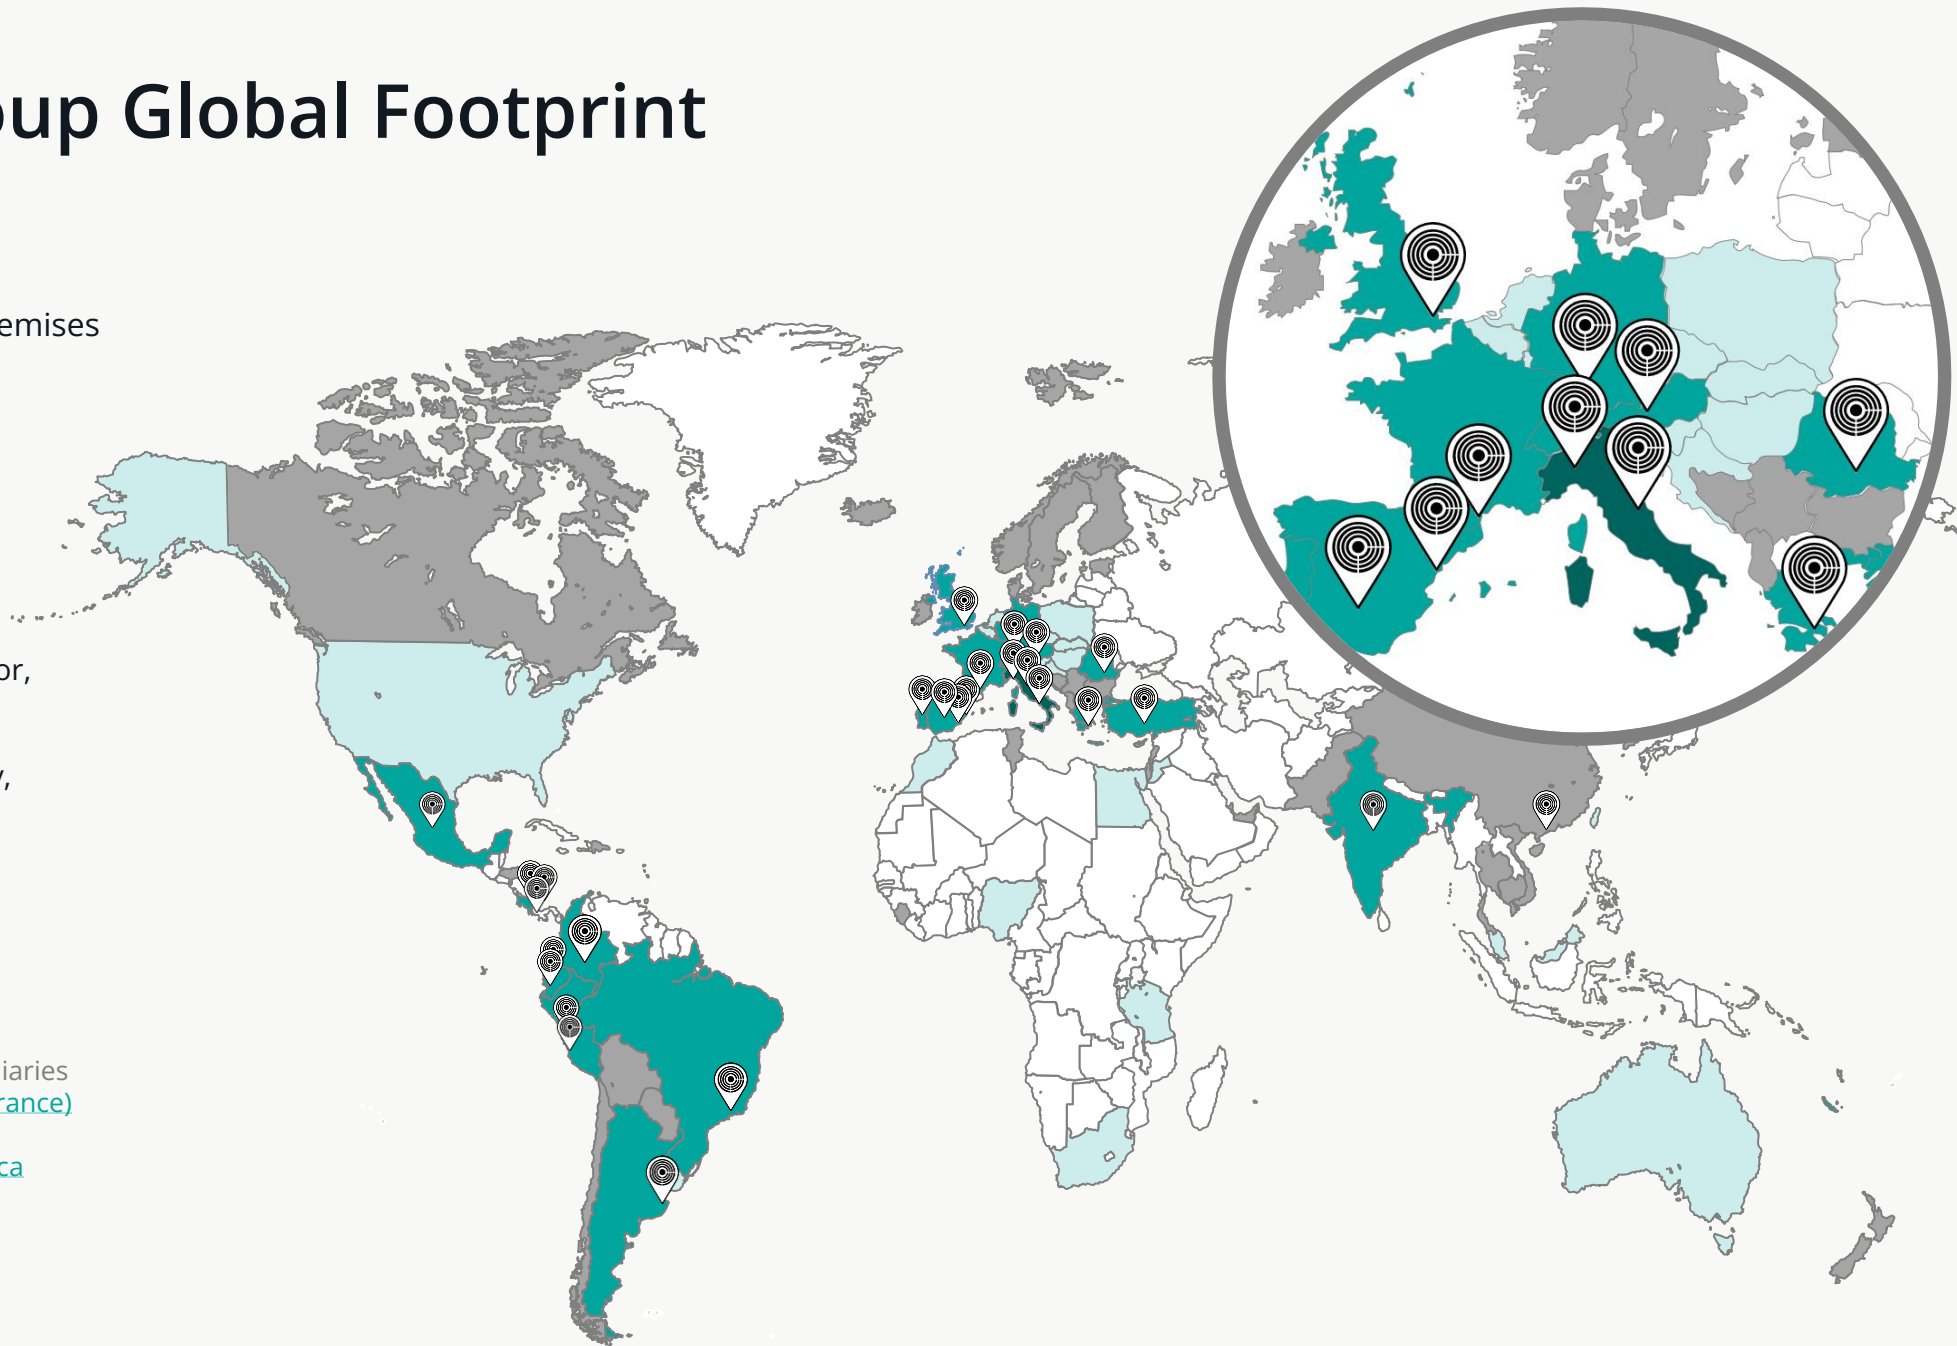 oup Global Footprint
emises
or,
y,
iaries
rance)
ca